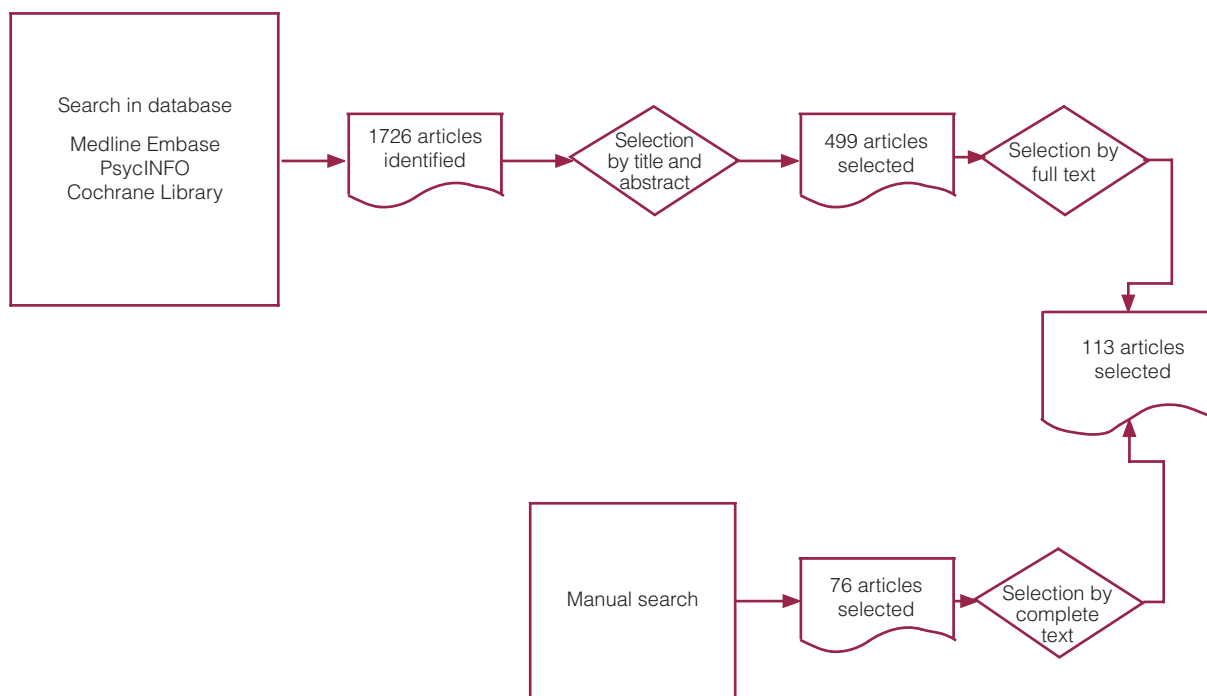 Search in database
Medline Embase
PsycINFO
Cochrane Library
1726 articles
identified
Selection
by title and
abstract
499 articles
selected
Selection by
full text
113 articles
selected
Manual search
76 articles
selected
Selection by
complete
text